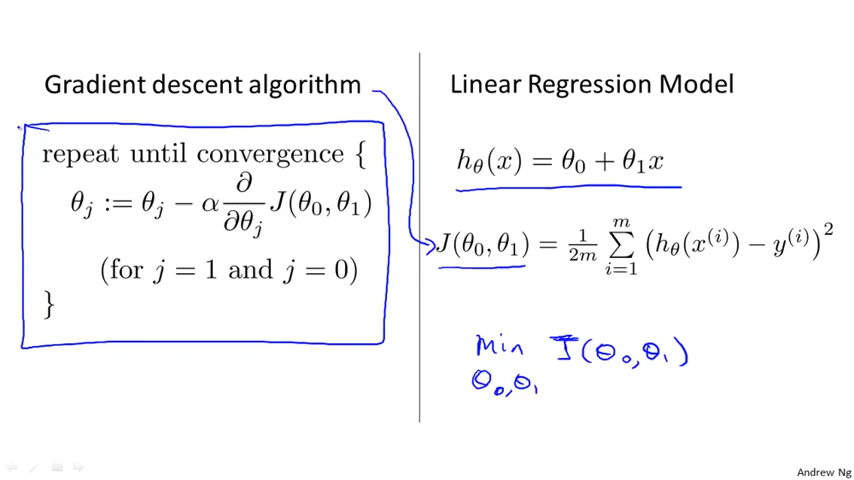 Gradient descent algorithm
repeat until convergence {
θj := θj − α ∂/∂θj J(θ0, θ1)
(for j = 1 and j = 0)
}
Linear Regression Model
hθ(x) = θ0 + θ1x
J(θ0, θ1) = 1/2m ∑_{i=1}^{m} (hθ(x^(i)) − y^(i))^2
Min J(θ0,θ1)
θ0,θ1
Andrew Ng